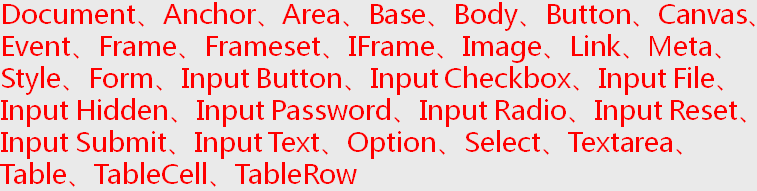 Document、Anchor、Area、Base、Body、Button、Canvas、
Event、Frame、Frameset、IFrame、Image、Link、Meta、
Style、Form、Input Button、Input Checkbox、Input File、
Input Hidden、Input Password、Input Radio、Input Reset、
Input Submit、Input Text、Option、Select、Textarea、
Table、TableCell、TableRow